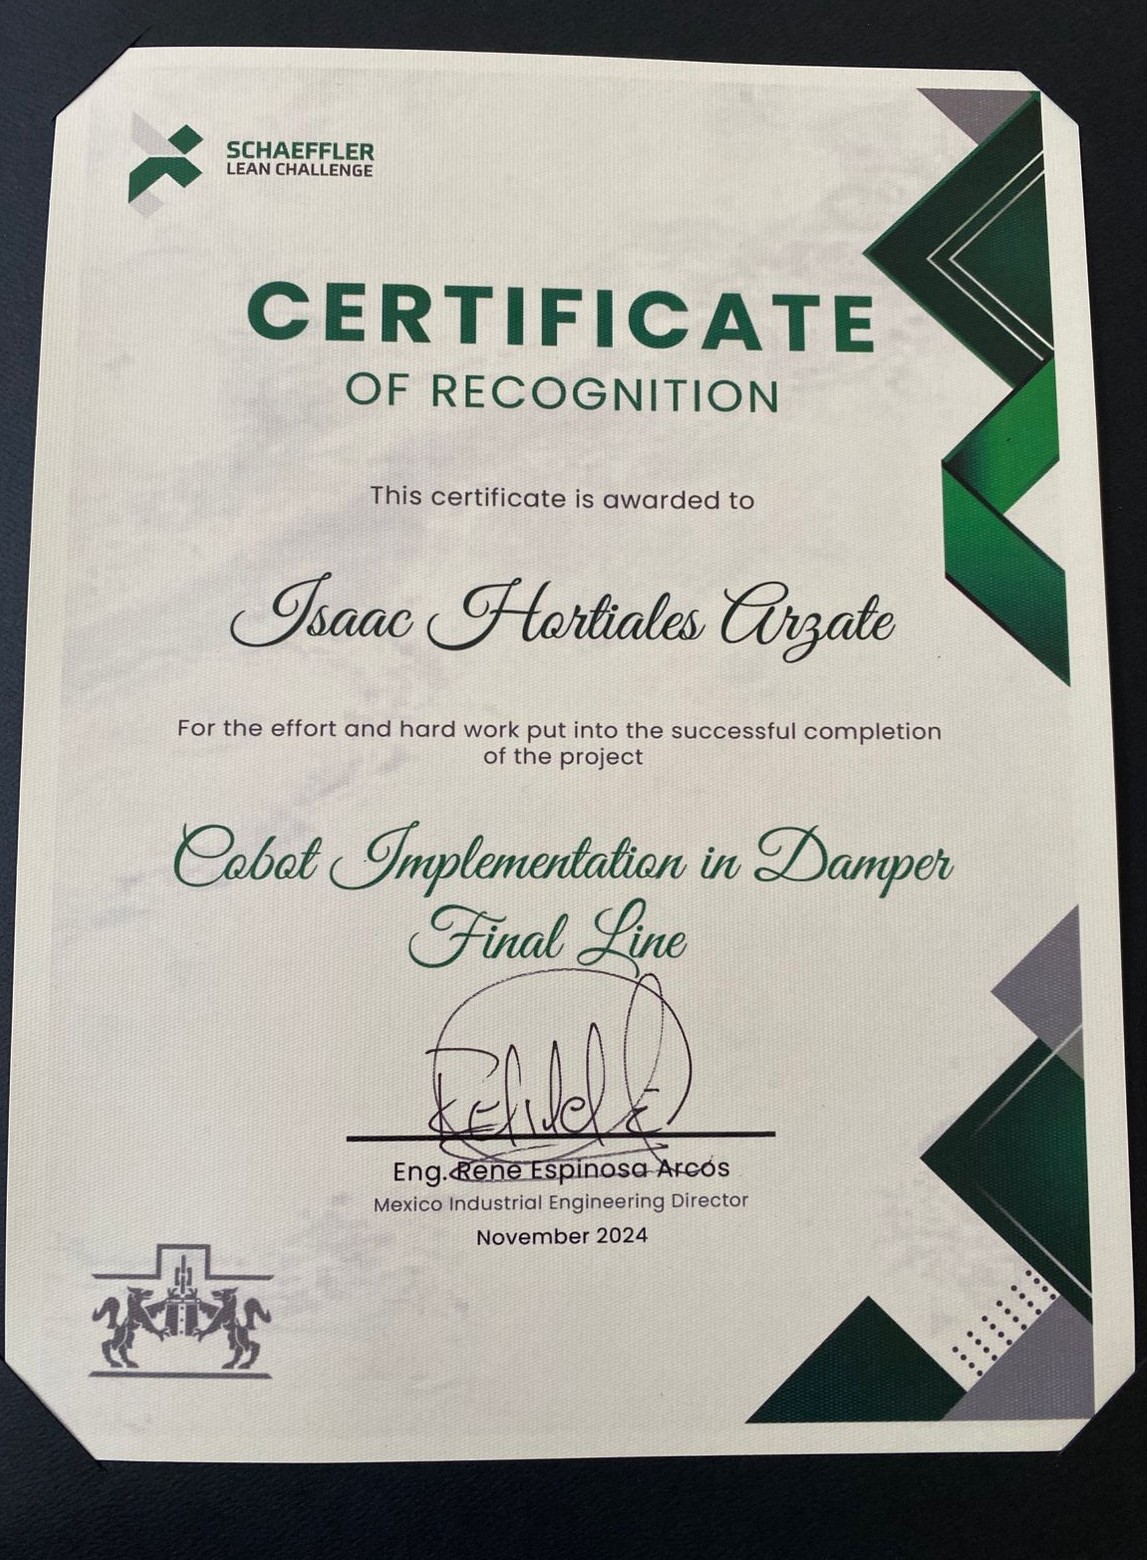 SCHAEFFLER
LEAN CHALLENGE
CERTIFICATE
OF RECOGNITION
This certificate is awarded to
Isaac Hortiales Arzate
For the effort and hard work put into the successful completion
of the project
Cobot Implementation in Damper
Final Line
Eng. Rene Espinosa Arcos
Mexico Industrial Engineering Director
November 2024